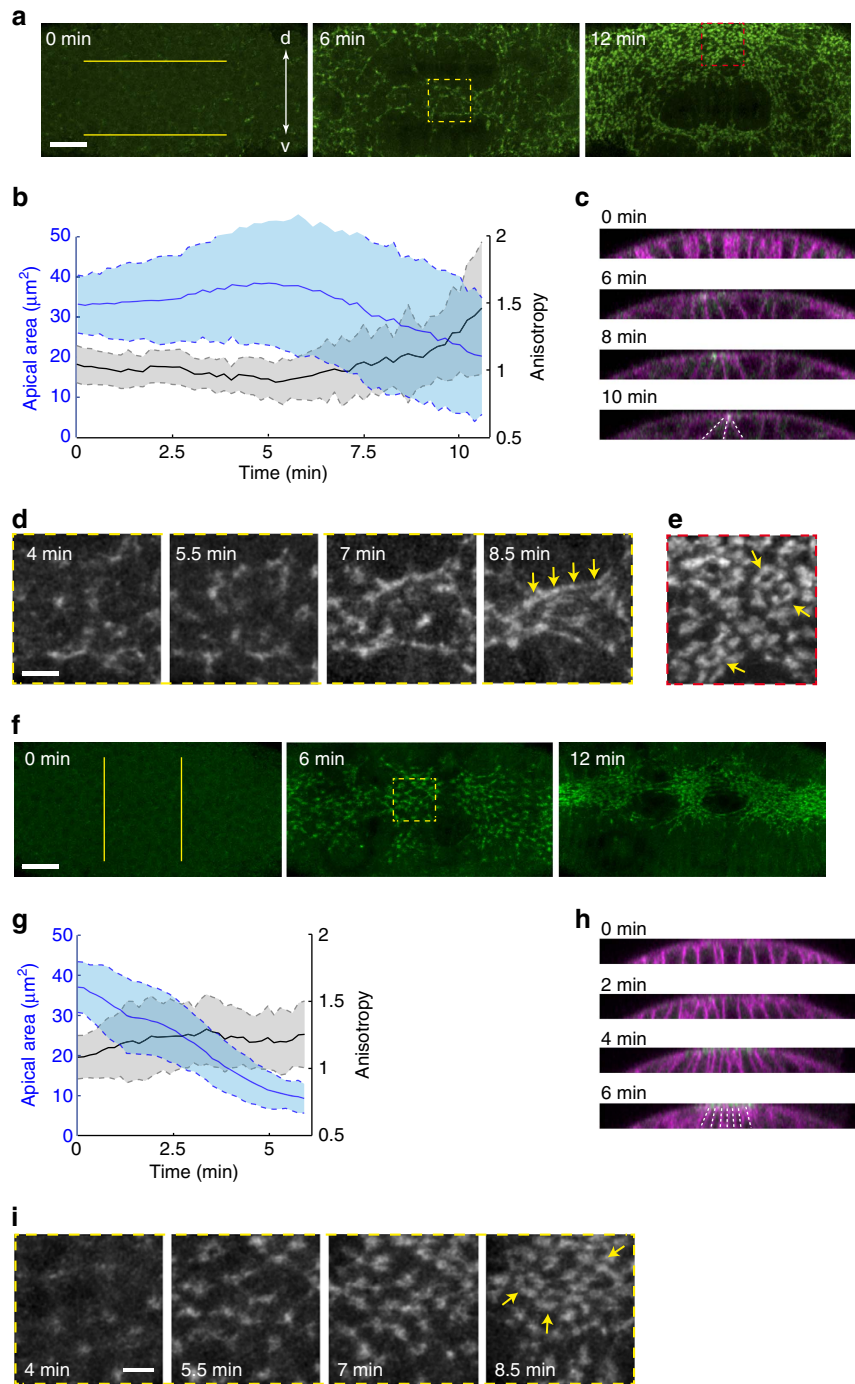 a
0 min
d
v
6 min
12 min
b
Apical area (μm²)
50
40
30
20
10
0
2
1.5
1
0.5
Anisotropy
0
2.5
5
7.5
10
Time (min)
c
0 min
6 min
8 min
10 min
d
4 min
5.5 min
7 min
8.5 min
e
f
0 min
6 min
12 min
g
Apical area (μm²)
50
40
30
20
10
0
2
1.5
1
0.5
Anisotropy
0
2.5
5
Time (min)
h
0 min
2 min
4 min
6 min
i
4 min
5.5 min
7 min
8.5 min